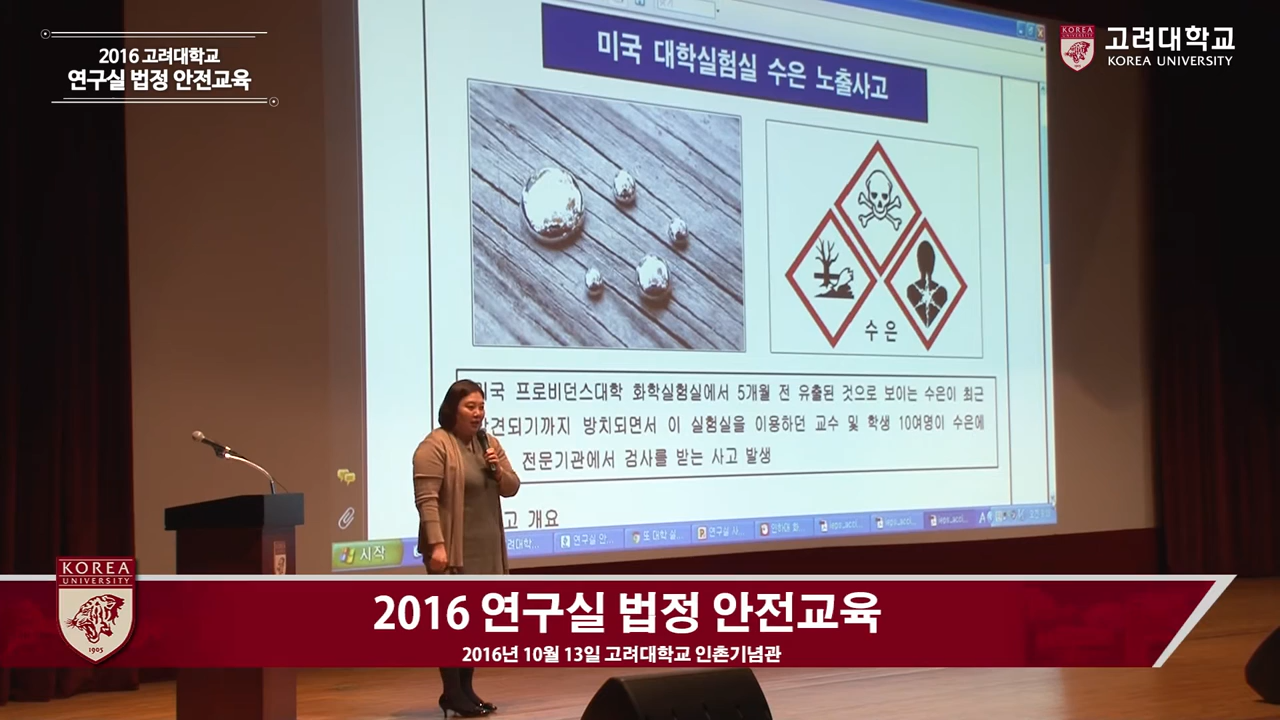 2016 고려대학교
연구실 법정 안전교육
KOREA
UNIVERSITY
고려대학교
KOREA UNIVERSITY
미국 대학실험실 수은 노출사고
수은
미국 프로비던스대학 화학실험실에서 5개월 전 유출된 것으로 보이는 수은이 최근
되기까지 방치되면서 이 실험실을 이용하던 교수 및 학생 10여명이 수은에
전문기관에서 검사를 받는 사고 발생
개요
시작
KOREA
UNIVERSITY
1905
2016 연구실 법정 안전교육
2016년 10월 13일 고려대학교 인촌기념관